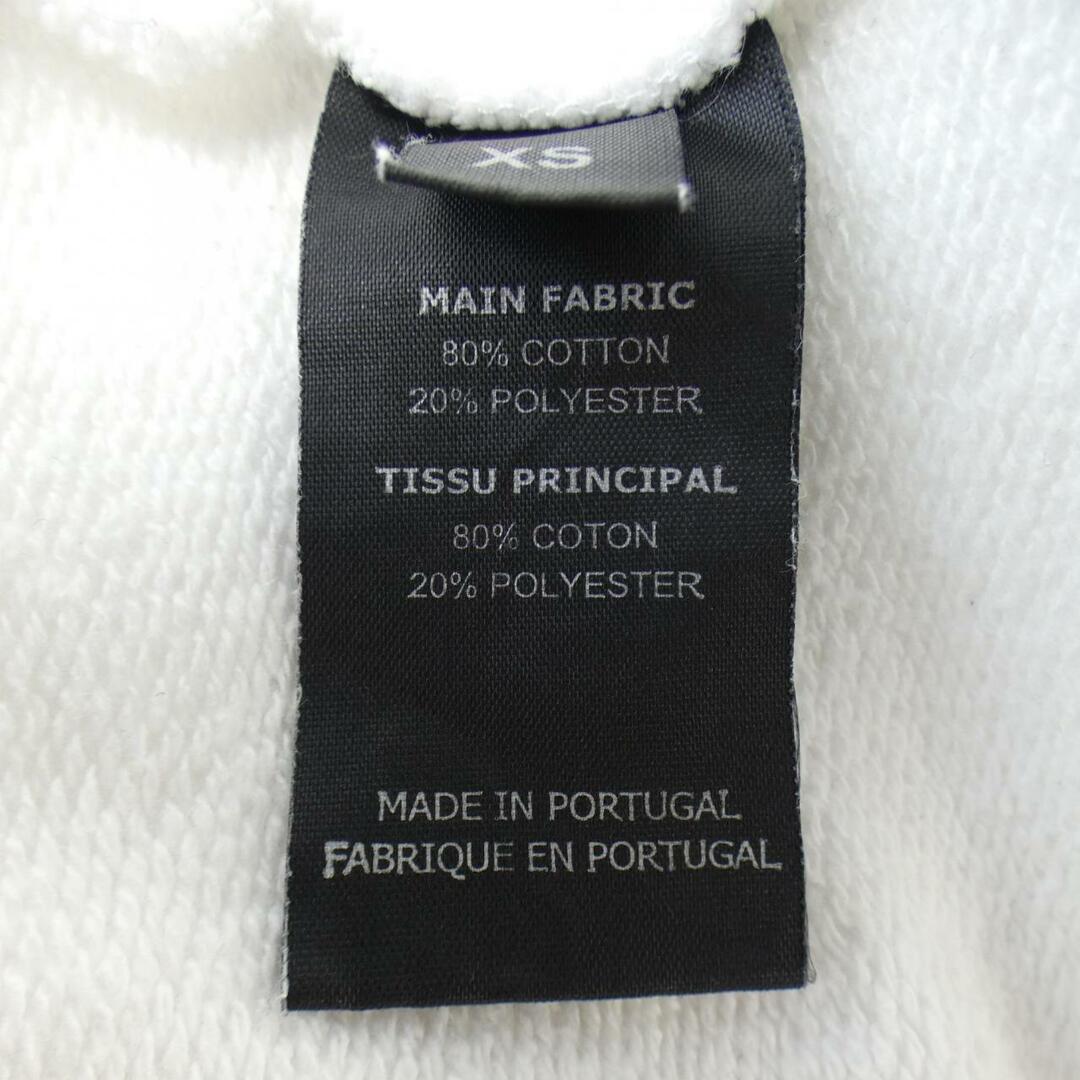 XS
MAIN FABRIC
80% COTTON
20% POLYESTER
TISSU PRINCIPAL
80% COTON
20% POLYESTER
MADE IN PORTUGAL
FABRIQUE EN PORTUGAL